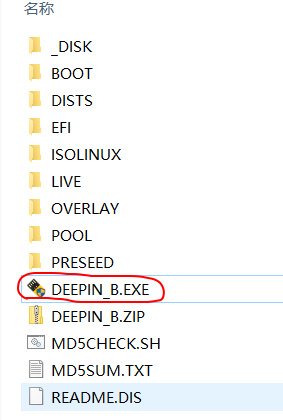 名称
_DISK
BOOT
DISTS
EFI
ISOLINUX
LIVE
OVERLAY
POOL
PRESEED
DEEPIN_B.EXE
DEEPIN_B.ZIP
MD5CHECK.SH
MD5SUM.TXT
README.DIS